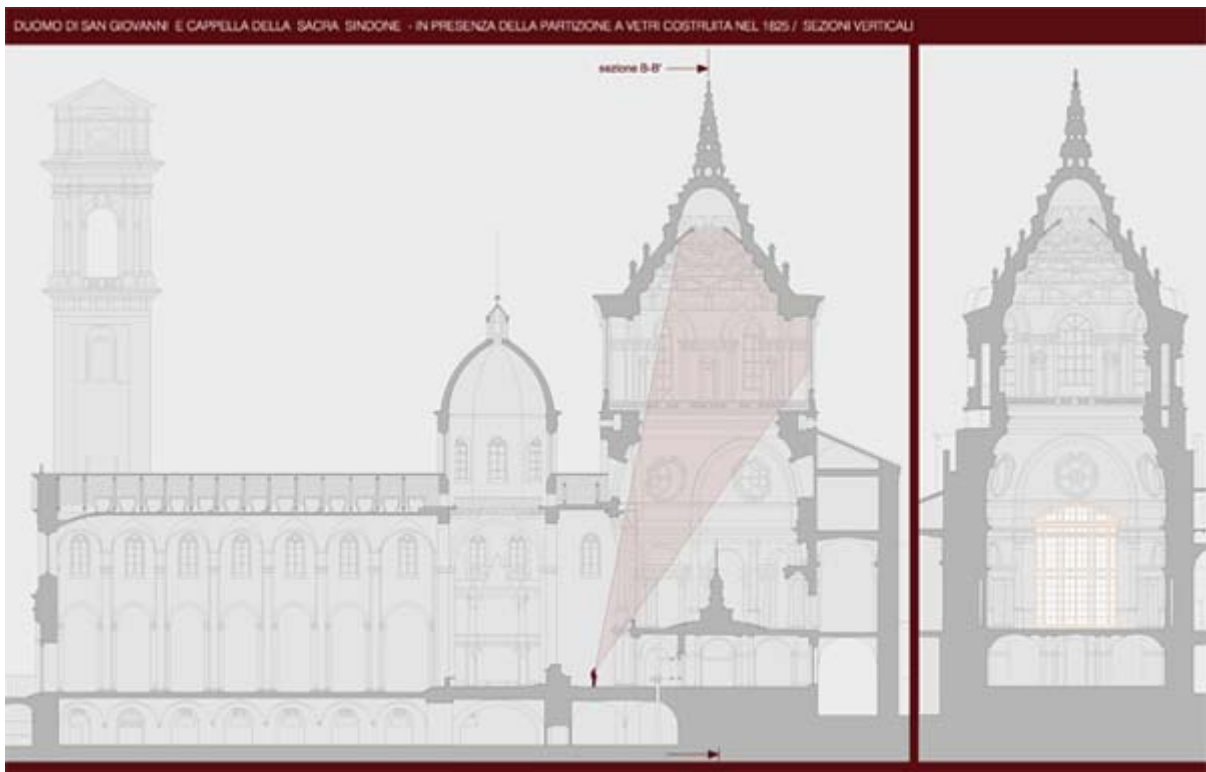 DUOMO DI SAN GIOVANNI E CAPPELLA DELLA SACRA SINDONE - IN PRESENZA DELLA PARTIZIONE A VETRI COSTRUITA NEL 1825 / SEZIONI VERTICALI
sezione B-B'